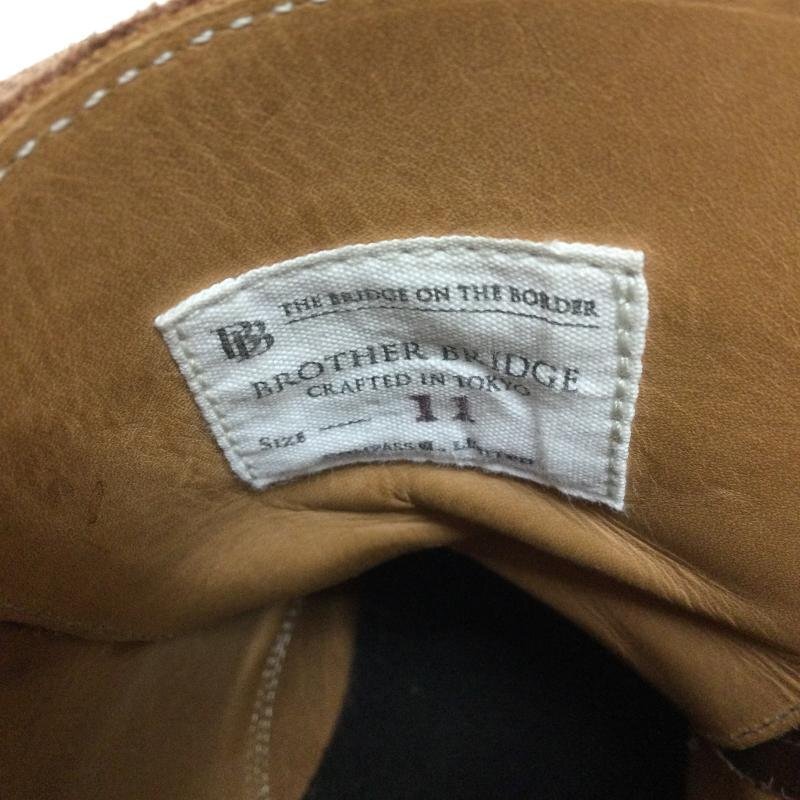 BB THE BRIDGE ON THE BORDER
BROTHER BRIDGE
CRAFTED IN TOKYO
SIZE 11